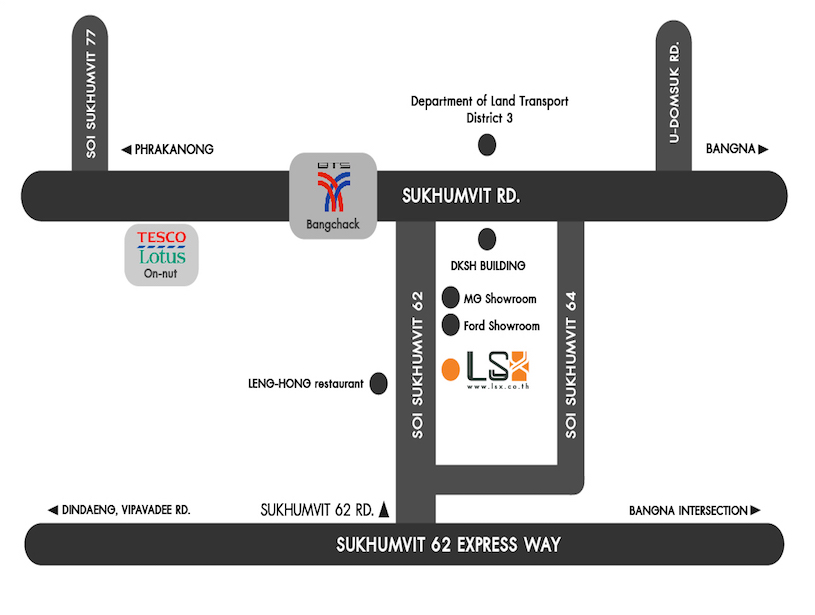 SOI SUKHUMVIT 77
U-DOMSUK RD.
Department of Land Transport
District 3
PHRAKANONG
BANGNA
BTS
Bangchack
SUKHUMVIT RD.
TESCO
Lotus
On-nut
DKSH BUILDING
SOI SUKHUMVIT 62
MG Showroom
Ford Showroom
SOI SUKHUMVIT 64
LSX
www.lsx.co.th
LENG-HONG restaurant
DINDAENG, VIPAVADEE RD.
SUKHUMVIT 62 RD.
BANGNA INTERSECTION
SUKHUMVIT 62 EXPRESS WAY